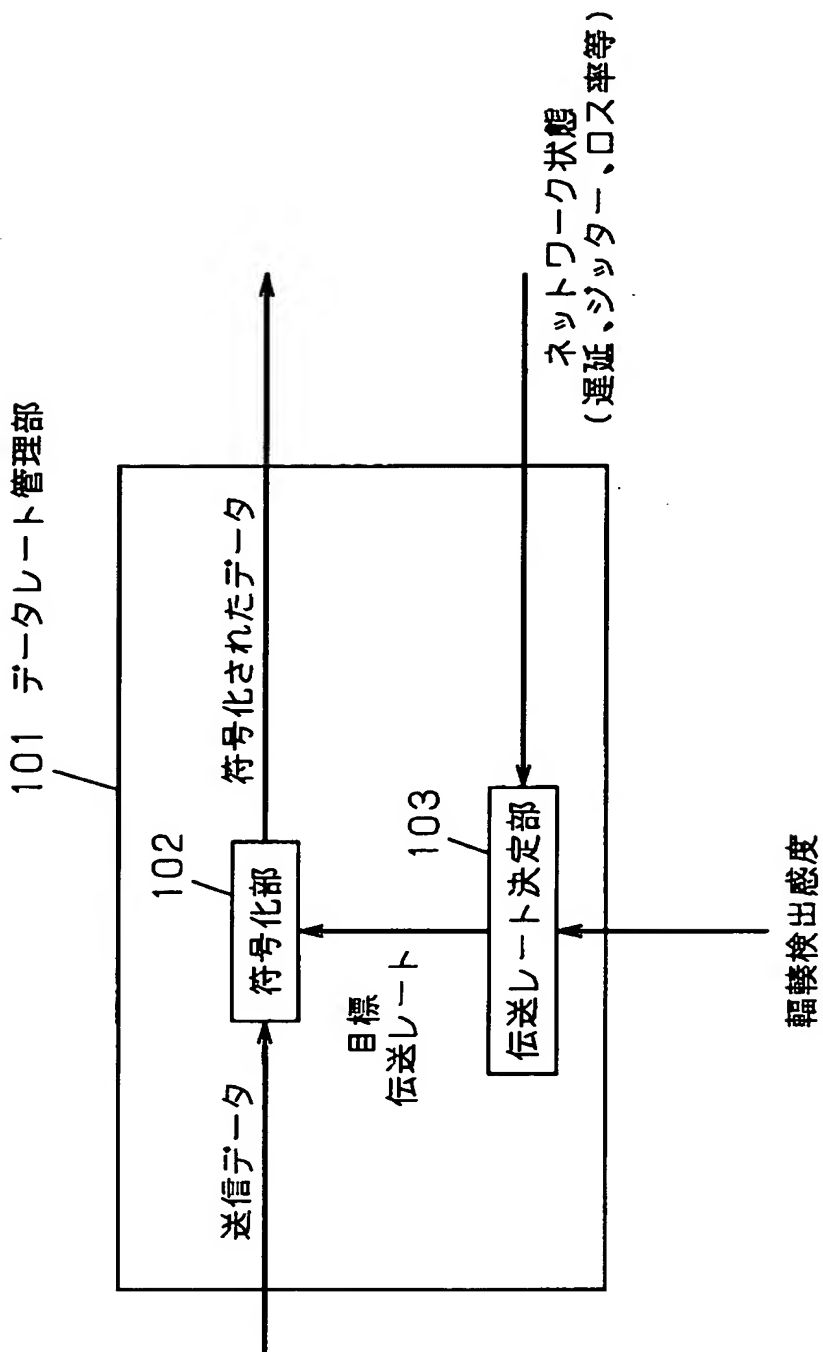 101 データレート管理部
102
符号化部
送信データ
符号化されたデータ
目標
伝送レート
103
伝送レート決定部
ネットワーク状態
(遅延、ジッター、ロス率等)
輻輳検出感度